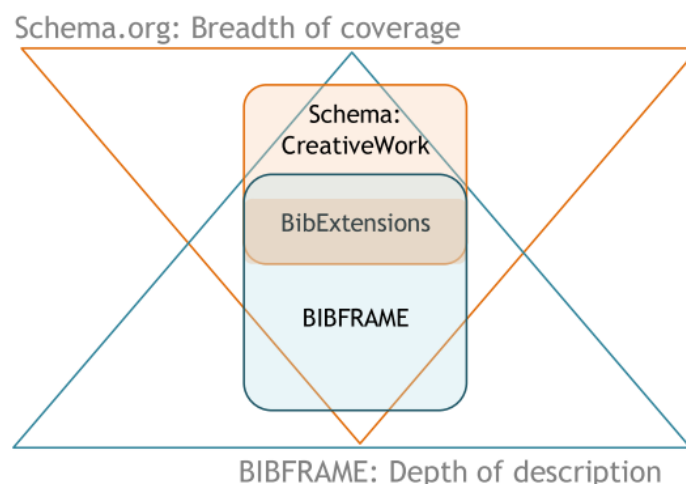 Schema.org: Breadth of coverage
Schema:
CreativeWork
BibExtensions
BIBFRAME
BIBFRAME: Depth of description